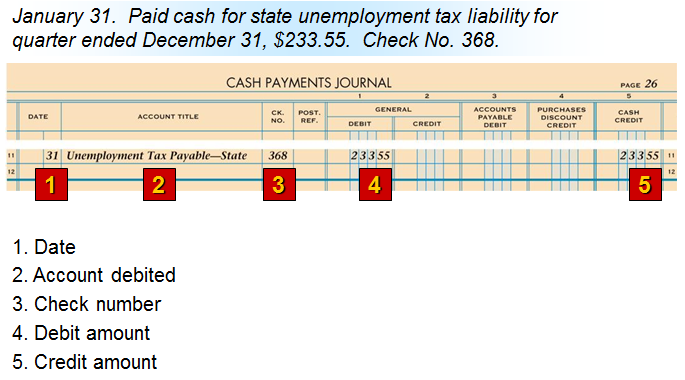 January 31. Paid cash for state unemployment tax liability for
quarter ended December 31, $233.55. Check No. 368.
CASH PAYMENTS JOURNAL
PAGE 26
1 2 3 4 5
DATE ACCOUNT TITLE CK. NO. POST. REF. GENERAL DEBIT CREDIT ACCOUNTS PAYABLE DEBIT PURCHASES DISCOUNT CREDIT CASH CREDIT
11 31 Unemployment Tax Payable—State 368 233 55 233 55 11
12 12
1 2 3 4 5
1. Date
2. Account debited
3. Check number
4. Debit amount
5. Credit amount